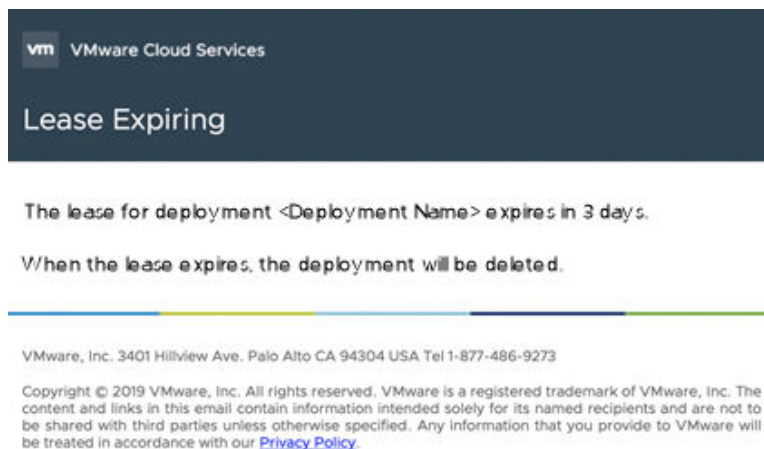 vm VMware Cloud Services
Lease Expiring
The lease for deployment <Deployment Name> expires in 3 days.
When the lease expires, the deployment will be deleted.
VMware, Inc. 3401 Hillview Ave. Palo Alto CA 94304 USA Tel 1-877-486-9273
Copyright © 2019 VMware, Inc. All rights reserved. VMware is a registered trademark of VMware, Inc. The
content and links in this email contain information intended solely for its named recipients and are not to
be shared with third parties unless otherwise specified. Any information that you provide to VMware will
be treated in accordance with our Privacy Policy.